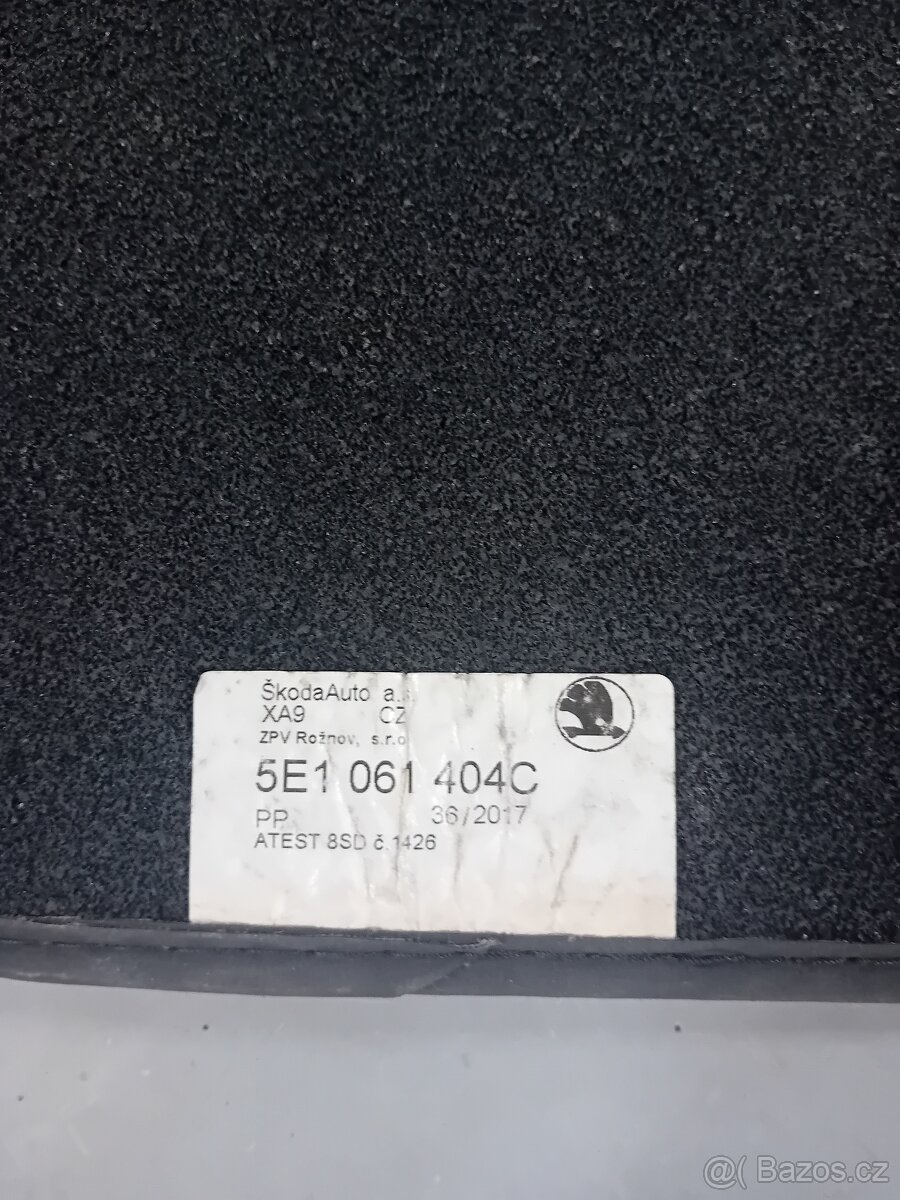 ŠkodaAuto a.
XA9 CZ
ZPV Rožnov, s.r.o
5E1 061 404C
PP 36/2017
ATEST 8SD č.1426
@( Bazos.cz